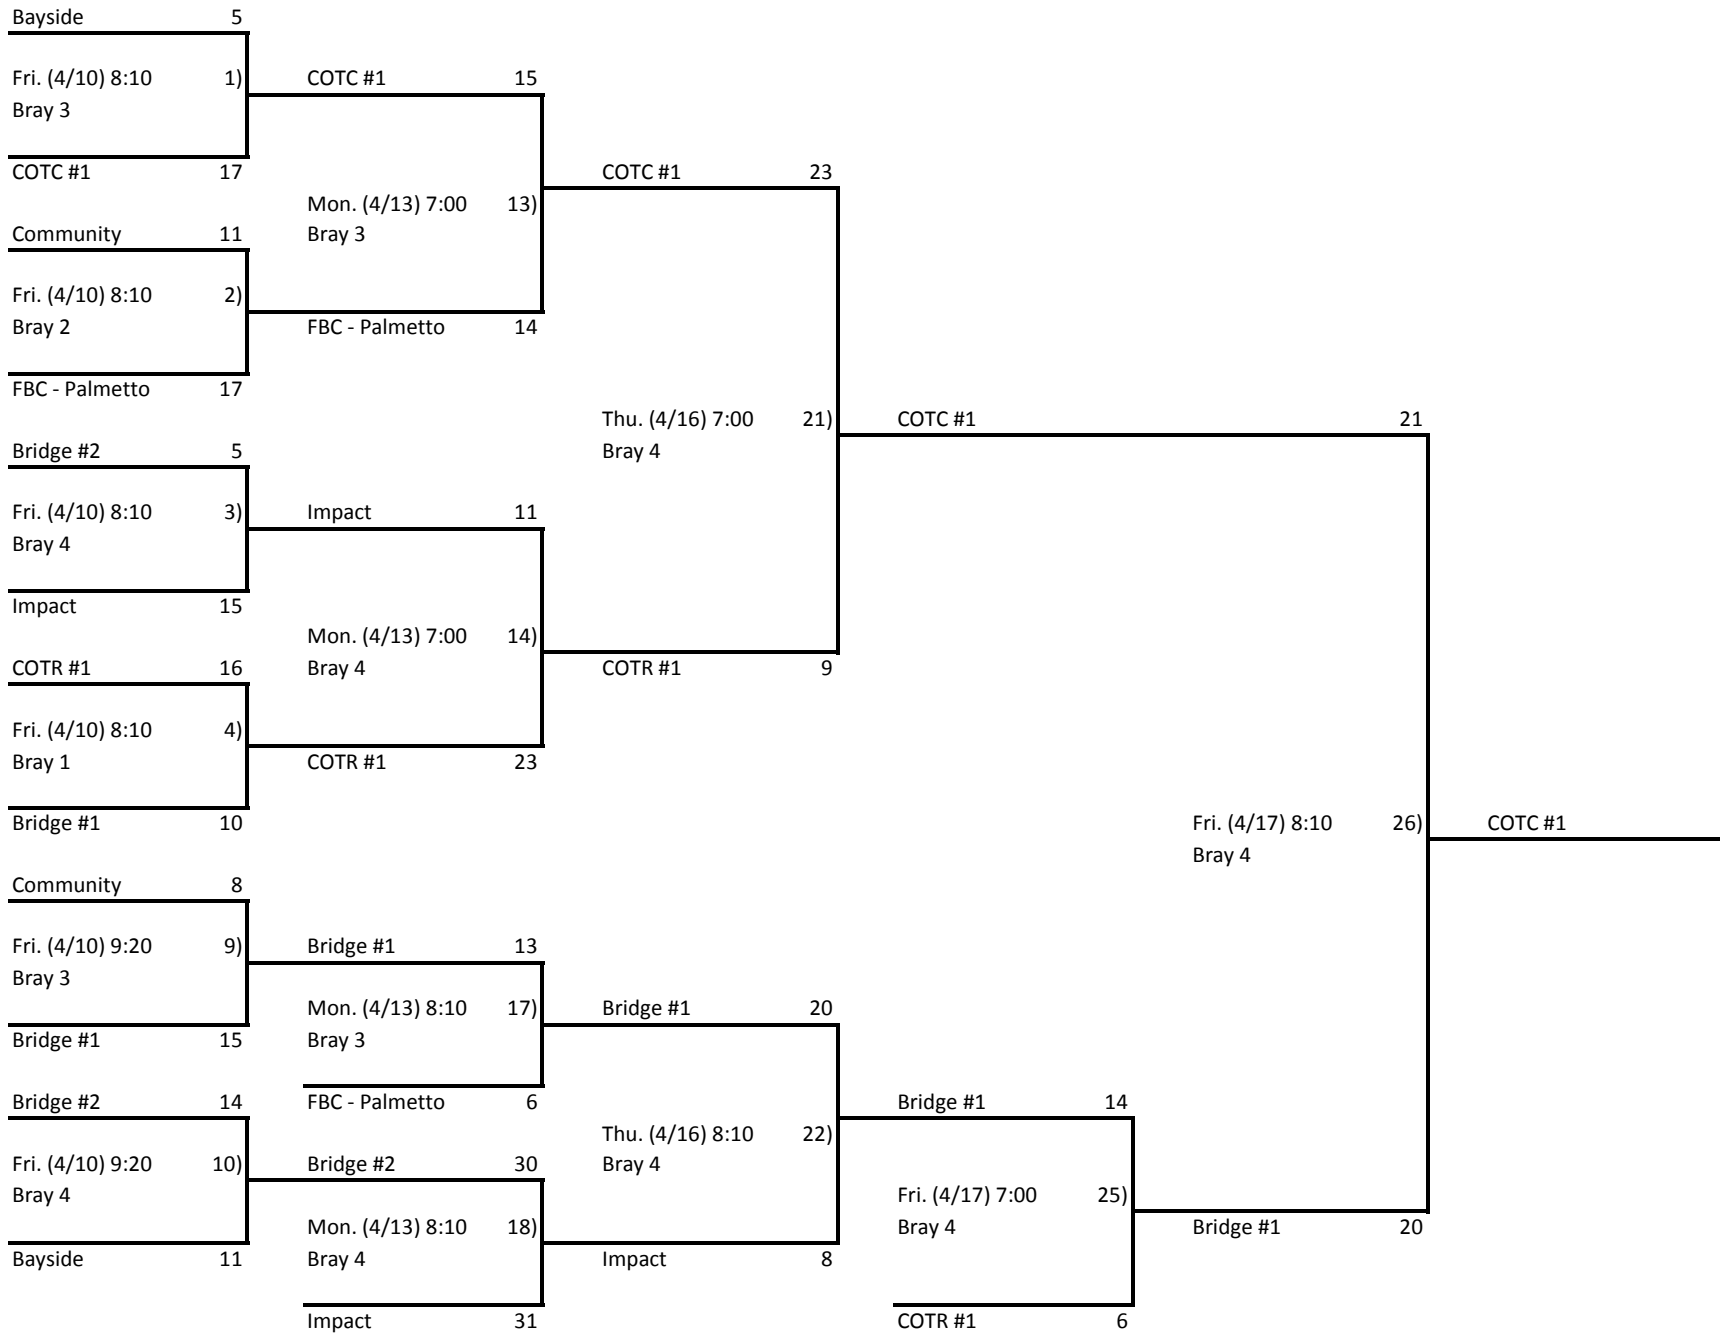 Bayside 5
Fri. (4/10) 8:10 1)
Bray 3
COTC #1 17
Community 11
Fri. (4/10) 8:10 2)
Bray 2
FBC - Palmetto 17
Bridge #2 5
Fri. (4/10) 8:10 3)
Bray 4
Impact 15
COTR #1 16
Fri. (4/10) 8:10 4)
Bray 1
Bridge #1 10
Community 8
Fri. (4/10) 9:20 9)
Bray 3
Bridge #1 15
Bridge #2 14
Fri. (4/10) 9:20 10)
Bray 4
Bayside 11
COTC #1 15
Mon. (4/13) 7:00 13)
Bray 3
FBC - Palmetto 14
Impact 11
Mon. (4/13) 7:00 14)
Bray 4
COTR #1 23
Bridge #1 13
Mon. (4/13) 8:10 17)
Bray 3
FBC - Palmetto 6
Bridge #2 30
Mon. (4/13) 8:10 18)
Bray 4
Impact 31
COTC #1 23
Thu. (4/16) 7:00 21)
Bray 4
COTR #1 9
Bridge #1 20
Thu. (4/16) 8:10 22)
Bray 4
Impact 8
COTC #1 21
Bridge #1 14
Fri. (4/17) 7:00 25)
Bray 4
COTR #1 6
Fri. (4/17) 8:10 26)
Bray 4
Bridge #1 20
COTC #1